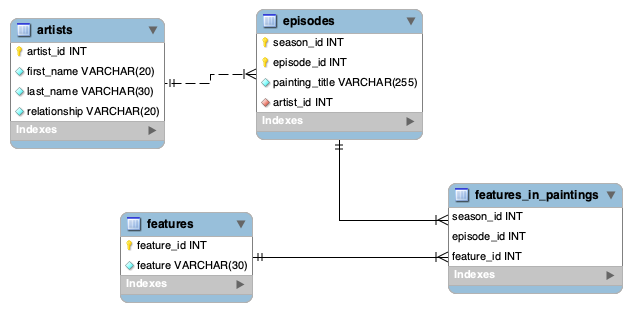 artists
artist_id INT
first_name VARCHAR(20)
last_name VARCHAR(30)
relationship VARCHAR(20)
Indexes
episodes
season_id INT
episode_id INT
painting_title VARCHAR(255)
artist_id INT
Indexes
features
feature_id INT
feature VARCHAR(30)
Indexes
features_in_paintings
season_id INT
episode_id INT
feature_id INT
Indexes